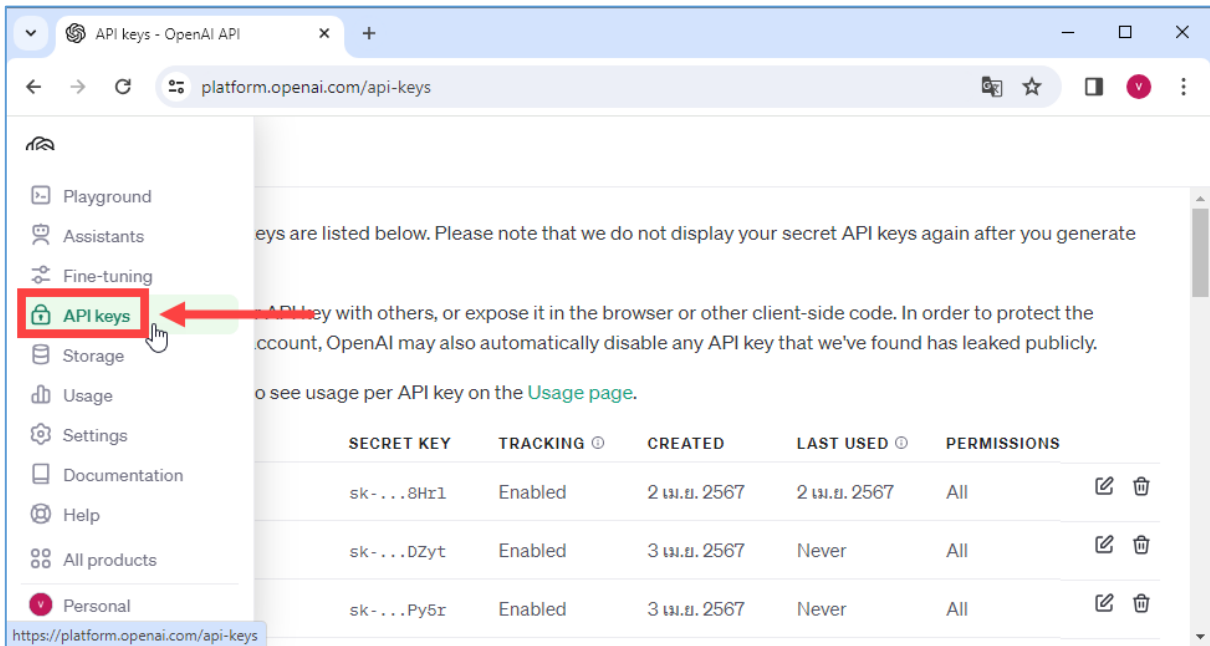 API keys - OpenAI API
platform.openai.com/api-keys
V
Playground
Assistants
Fine-tuning
API keys
Storage
Usage
Settings
Documentation
Help
All products
V Personal
https://platform.openai.com/api-keys
eys are listed below. Please note that we do not display your secret API keys again after you generate
API key with others, or expose it in the browser or other client-side code. In order to protect the
ccount, OpenAI may also automatically disable any API key that we've found has leaked publicly.
o see usage per API key on the Usage page.
SECRET KEY TRACKING CREATED LAST USED PERMISSIONS
sk-...8Hrl Enabled 2 เม.ย. 2567 2 เม.ย. 2567 All
sk-...DZyt Enabled 3 เม.ย. 2567 Never All
sk-...Py5r Enabled 3 เม.ย. 2567 Never All